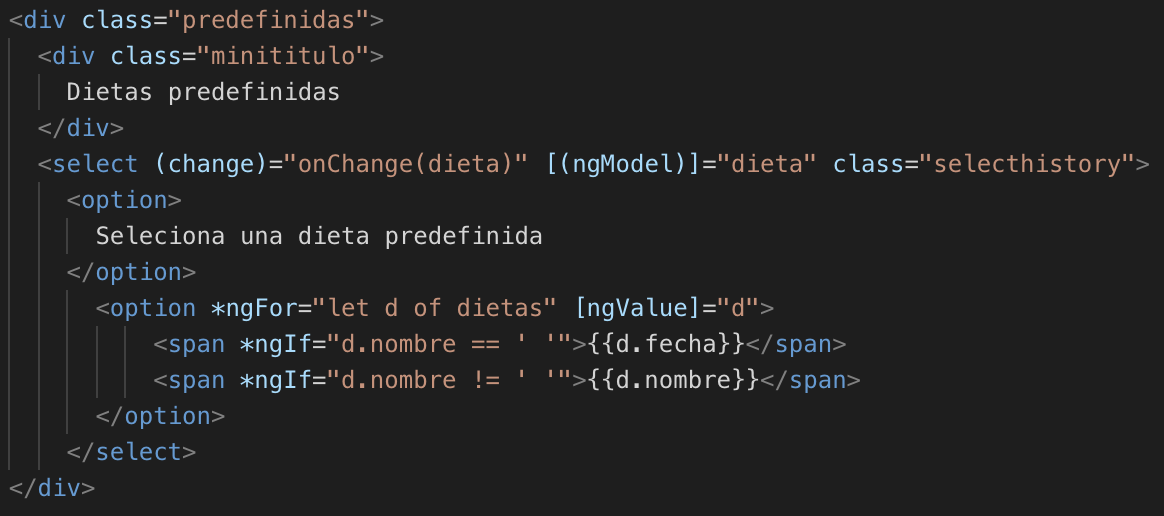 <div class="predefinidas">
<div class="minititulo">
Dietas predefinidas
</div>
<select (change)="onChange(dieta)" [(ngModel)]="dieta" class="selecthistory">
<option>
Seleciona una dieta predefinida
</option>
<option *ngFor="let d of dietas" [ngValue]="d">
<span *ngIf="d.nombre == ' '">{{d.fecha}}</span>
<span *ngIf="d.nombre != ' '">{{d.nombre}}</span>
</option>
</select>
</div>